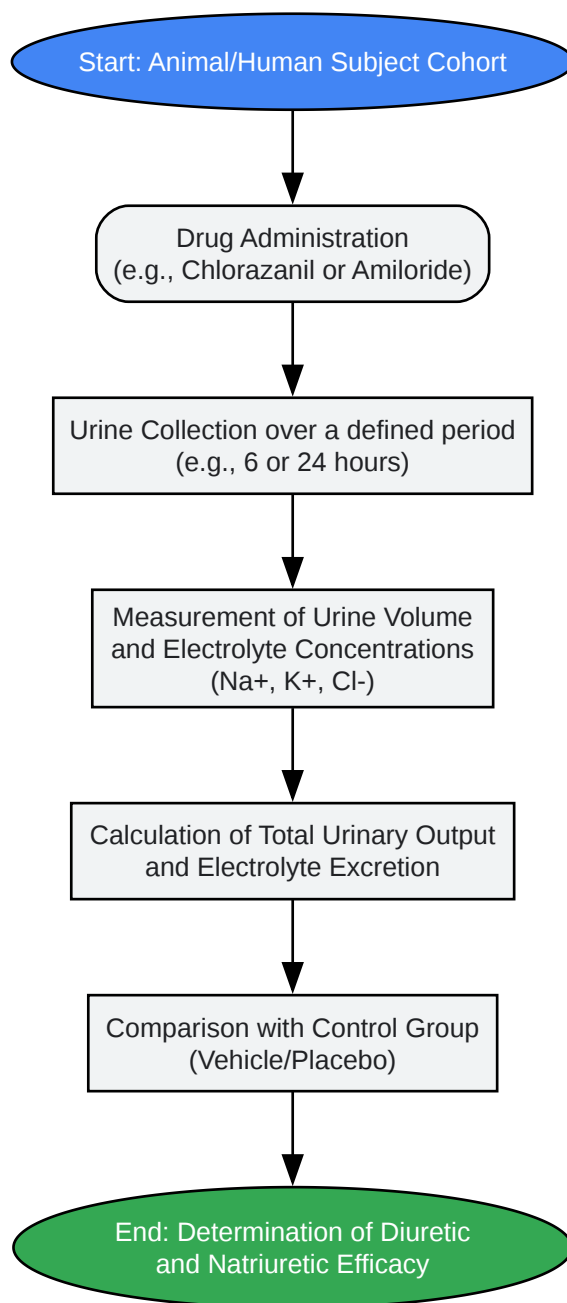 Start: Animal/Human Subject Cohort
Drug Administration
(e.g., Chlorazanil or Amiloride)
Urine Collection over a defined period
(e.g., 6 or 24 hours)
Measurement of Urine Volume
and Electrolyte Concentrations
(Na+, K+, Cl-)
Calculation of Total Urinary Output
and Electrolyte Excretion
Comparison with Control Group
(Vehicle/Placebo)
End: Determination of Diuretic
and Natriuretic Efficacy